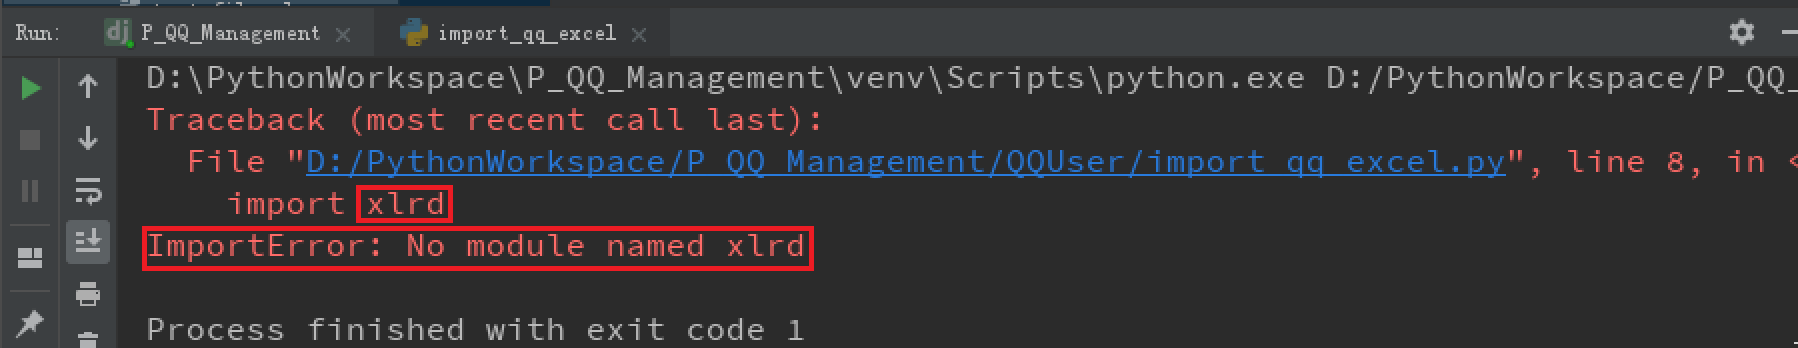 Run: dj P_QQ_Management × import_qq_excel ×
D:\PythonWorkspace\P_QQ_Management\venv\Scripts\python.exe D:/PythonWorkspace/P_QQ_
Traceback (most recent call last):
File "D:/PythonWorkspace/P_QQ_Management/QQUser/import_qq_excel.py", line 8, in <
import xlrd
ImportError: No module named xlrd
Process finished with exit code 1